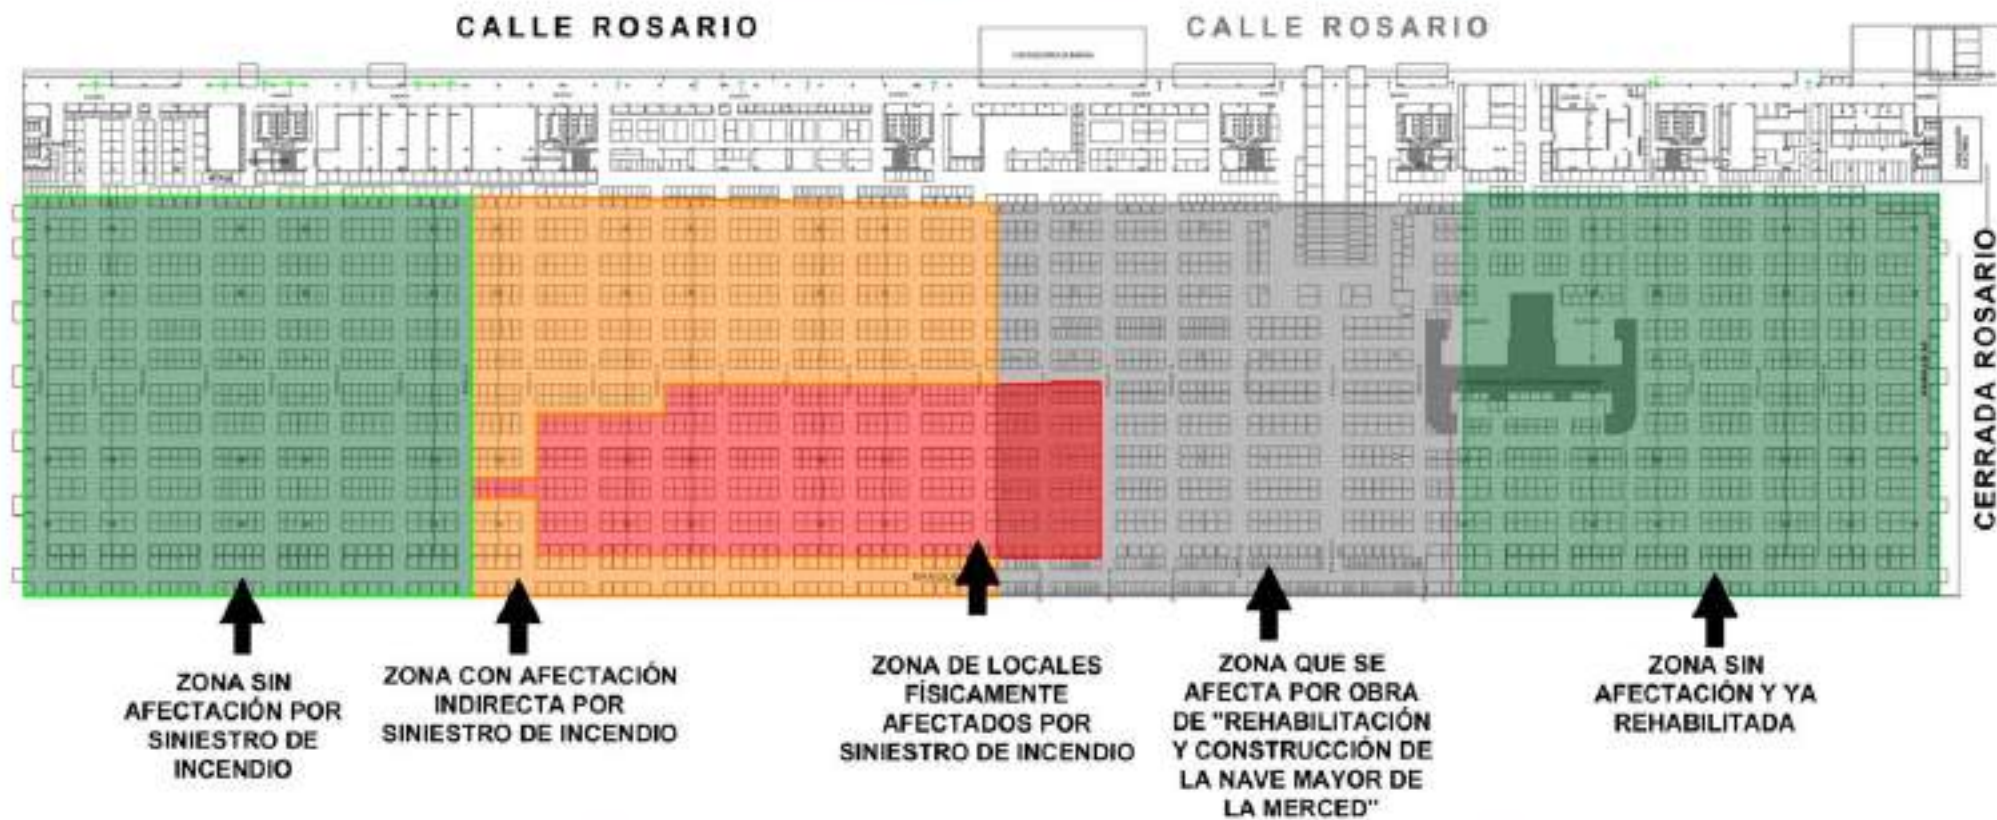 CALLE ROSARIO
CALLE ROSARIO
CERRADA ROSARIO
ZONA SIN
AFECTACIÓN POR
SINIESTRO DE
INCENDIO
ZONA CON AFECTACIÓN
INDIRECTA POR
SINIESTRO DE INCENDIO
ZONA DE LOCALES
FÍSICAMENTE
AFECTADOS POR
SINIESTRO DE INCENDIO
ZONA QUE SE
AFECTA POR OBRA
DE "REHABILITACIÓN
Y CONSTRUCCIÓN DE
LA NAVE MAYOR DE
LA MERCED"
ZONA SIN
AFECTACIÓN Y YA
REHABILITADA